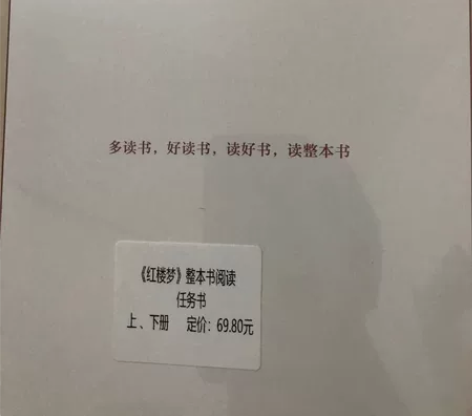 多读书，好读书，读好书，读整本书
《红楼梦》整本书阅读
任务书
上、下册 定价：69.80元